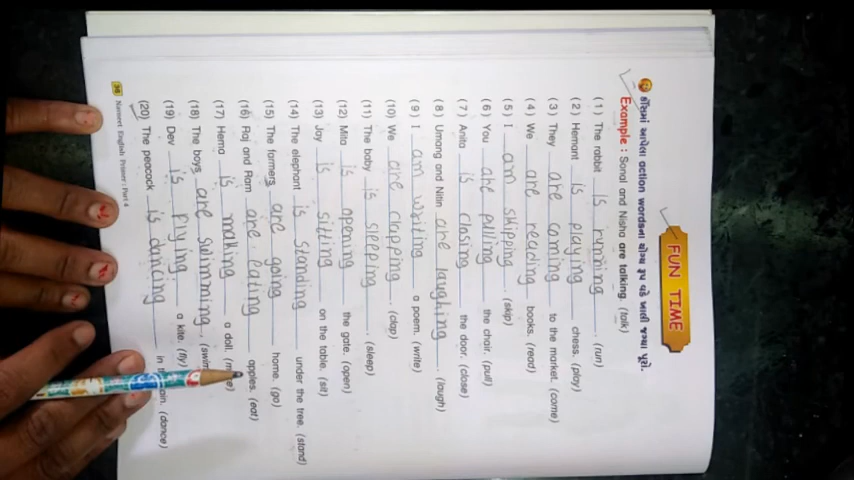 FUN TIME
કૌંસમાં આપેલા action wordsના યોગ્ય રૂપ વડે ખાલી જગ્યા પૂરો.
Example : Sonal and Nisha are talking. (talk)
(1) The rabbit is running. (run)
(2) Hemant is playing chess. (play)
(3) They are coming to the market. (come)
(4) We are reading books. (read)
(5) I am skipping. (skip)
(6) You are pulling the chair. (pull)
(7) Anita is closing the door. (close)
(8) Umang and Nitin are laughing. (laugh)
(9) I am writing a poem. (write)
(10) We are clapping. (clap)
(11) The baby is sleeping. (sleep)
(12) Mita is opening the gate. (open)
(13) Jay is sitting on the table. (sit)
(14) The elephant is standing under the tree. (stand)
(15) The farmers are going home. (go)
(16) Raj and Ram are eating apples. (eat)
(17) Hema is making a doll.
(18) The boys are swimming.
(19) Dev is flying a kite. (fly)
(20) The peacock is dancing in (dance)
36 Navneet English Primer : Part 4